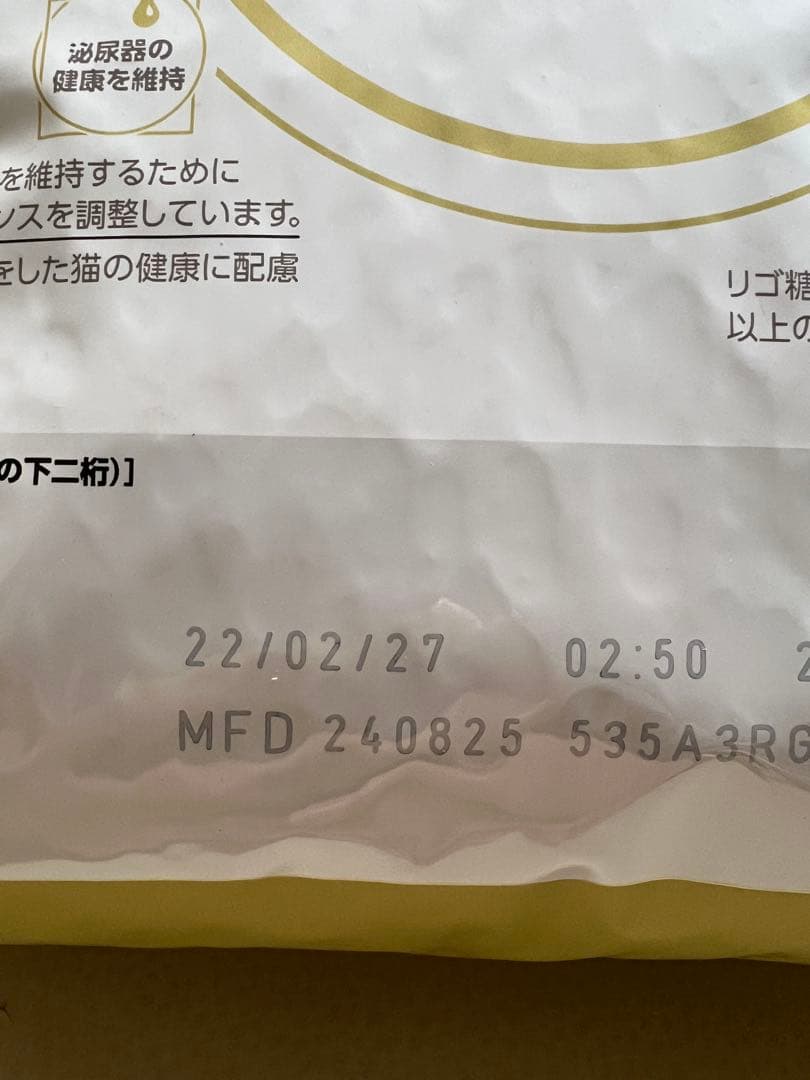 泌尿器の
健康を維持
を維持するために
ンスを調整しています。
をした猫の健康に配慮
リゴ糖
以上の
の下二桁)]
22/02/27 02:50 2
MFD 240825 535A3RG